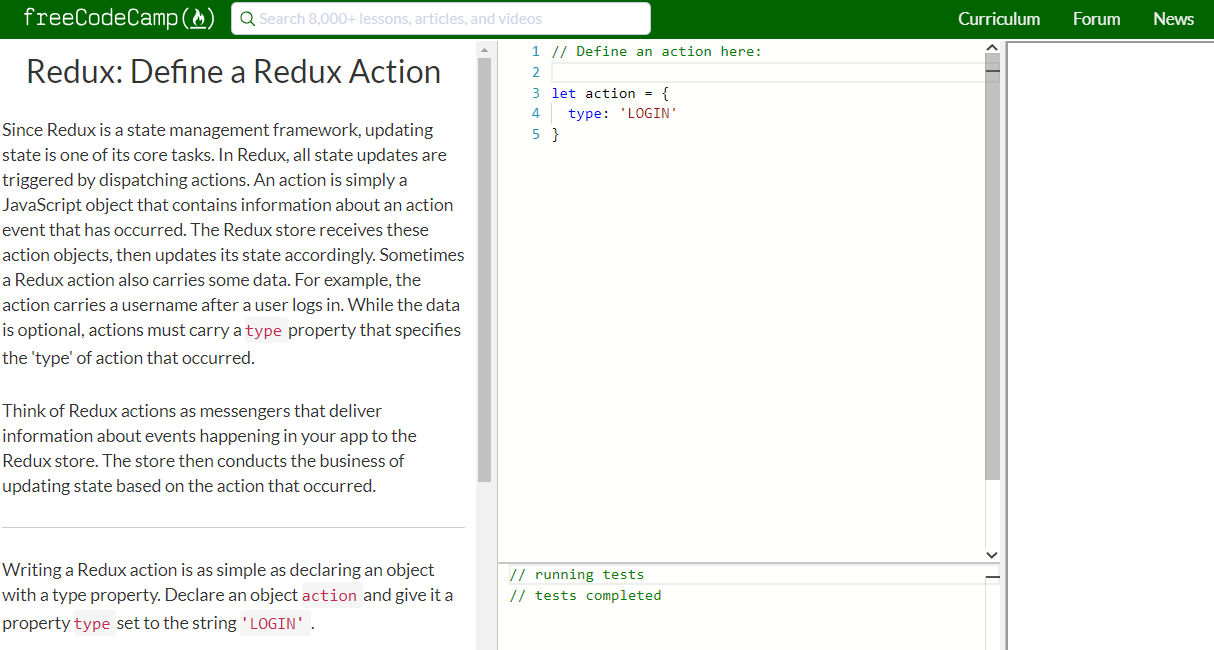 freeCodeCamp
Search 8,000+ lessons, articles, and videos
Curriculum Forum News
Redux: Define a Redux Action
Since Redux is a state management framework, updating
state is one of its core tasks. In Redux, all state updates are
triggered by dispatching actions. An action is simply a
JavaScript object that contains information about an action
event that has occurred. The Redux store receives these
action objects, then updates its state accordingly. Sometimes
a Redux action also carries some data. For example, the
action carries a username after a user logs in. While the data
is optional, actions must carry a type property that specifies
the 'type' of action that occurred.
Think of Redux actions as messengers that deliver
information about events happening in your app to the
Redux store. The store then conducts the business of
updating state based on the action that occurred.
Writing a Redux action is as simple as declaring an object
with a type property. Declare an object action and give it a
property type set to the string 'LOGIN' .
1 // Define an action here:
2
3 let action = {
4 type: 'LOGIN'
5 }
// running tests
// tests completed